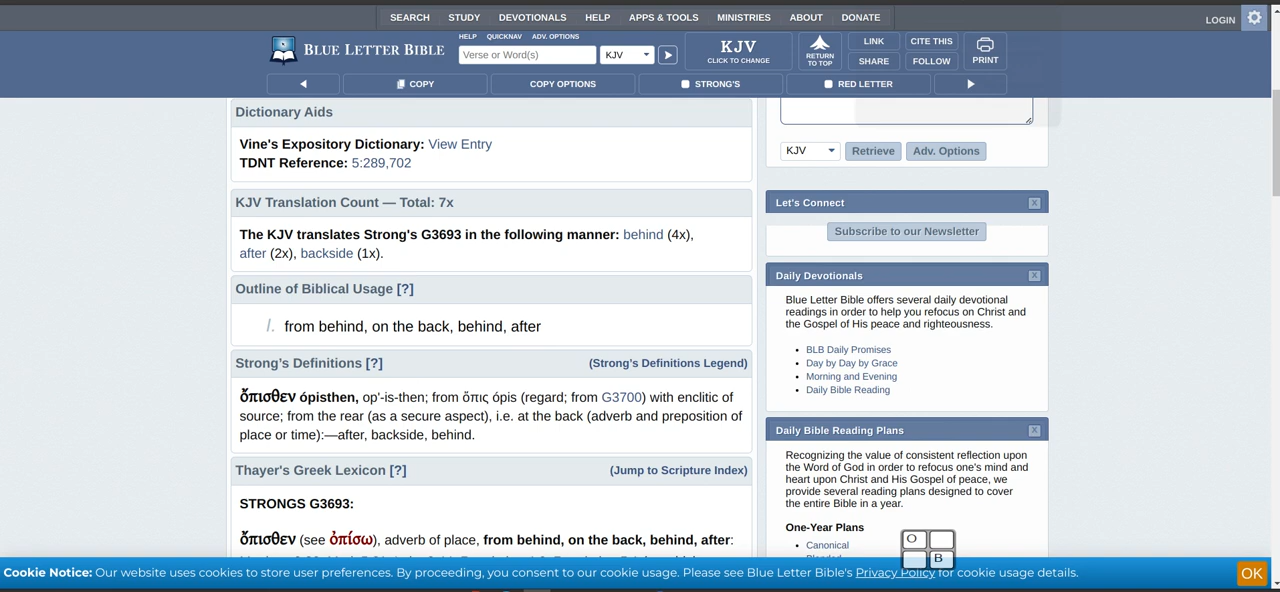 SEARCH STUDY DEVOTIONALS HELP APPS & TOOLS MINISTRIES ABOUT DONATE
LOGIN
BLUE LETTER BIBLE
HELP QUICKNAV ADV. OPTIONS
Verse or Word(s) KJV
KJV
CLICK TO CHANGE
RETURN
TO TOP
LINK CITE THIS
SHARE FOLLOW
PRINT
COPY COPY OPTIONS STRONG'S RED LETTER
Dictionary Aids
Vine's Expository Dictionary: View Entry
TDNT Reference: 5:289,702
KJV Translation Count — Total: 7x
The KJV translates Strong's G3693 in the following manner: behind (4x),
after (2x), backside (1x).
Outline of Biblical Usage [?]
I. from behind, on the back, behind, after
Strong's Definitions [?] (Strong's Definitions Legend)
ὄπισθεν ópisthen, op'-is-then; from ὄπις ópis (regard; from G3700) with enclitic of
source; from the rear (as a secure aspect), i.e. at the back (adverb and preposition of
place or time):—after, backside, behind.
Thayer's Greek Lexicon [?] (Jump to Scripture Index)
STRONGS G3693:
ὄπισθεν (see ὀπίσω), adverb of place, from behind, on the back, behind, after:
KJV Retrieve Adv. Options
Let's Connect X
Subscribe to our Newsletter
Daily Devotionals X
Blue Letter Bible offers several daily devotional
readings in order to help you refocus on Christ and
the Gospel of His peace and righteousness.
• BLB Daily Promises
• Day by Day by Grace
• Morning and Evening
• Daily Bible Reading
Daily Bible Reading Plans X
Recognizing the value of consistent reflection upon
the Word of God in order to refocus one's mind and
heart upon Christ and His Gospel of peace, we
provide several reading plans designed to cover
the entire Bible in a year.
One-Year Plans
• Canonical
O
B
Cookie Notice: Our website uses cookies to store user preferences. By proceeding, you consent to our cookie usage. Please see Blue Letter Bible's Privacy Policy for cookie usage details.
OK